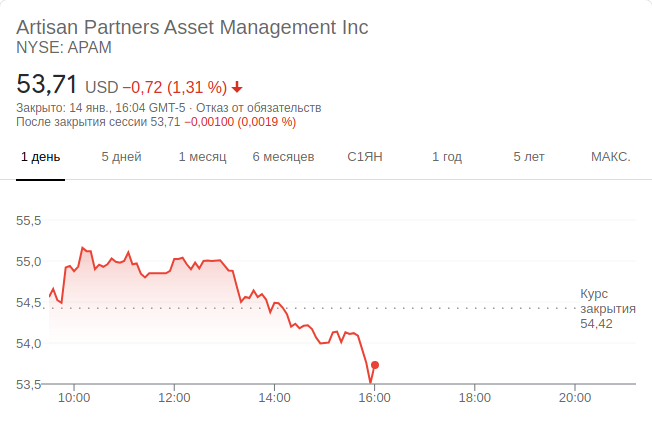 Artisan Partners Asset Management Inc
NYSE: APAM
53,71 USD −0,72 (1,31 %)
Закрыто: 14 янв., 16:04 GMT-5 · Отказ от обязательств
После закрытия сессии 53,71 −0,00100 (0,0019 %)
1 день 5 дней 1 месяц 6 месяцев С1ЯН 1 год 5 лет МАКС.
55,5
55,0
54,5
54,0
53,5
Курс
закрытия
54,42
10:00 12:00 14:00 16:00 18:00 20:00